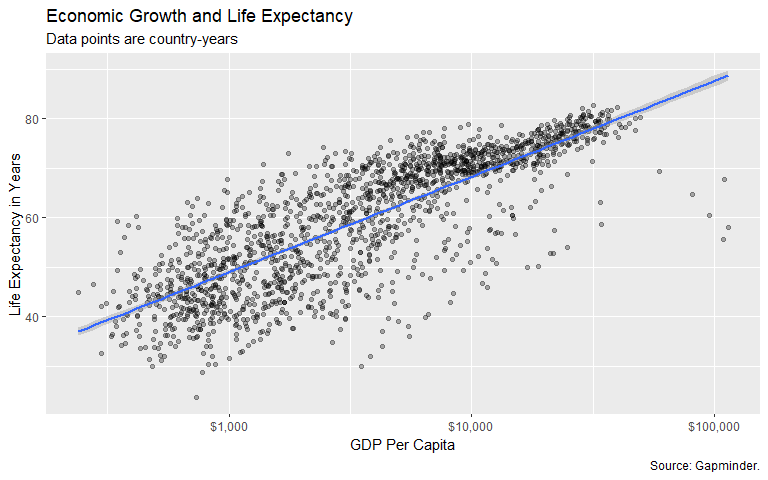 Economic Growth and Life Expectancy
Data points are country-years
Life Expectancy in Years
80
60
40
$1,000
$10,000
$100,000
GDP Per Capita
Source: Gapminder.